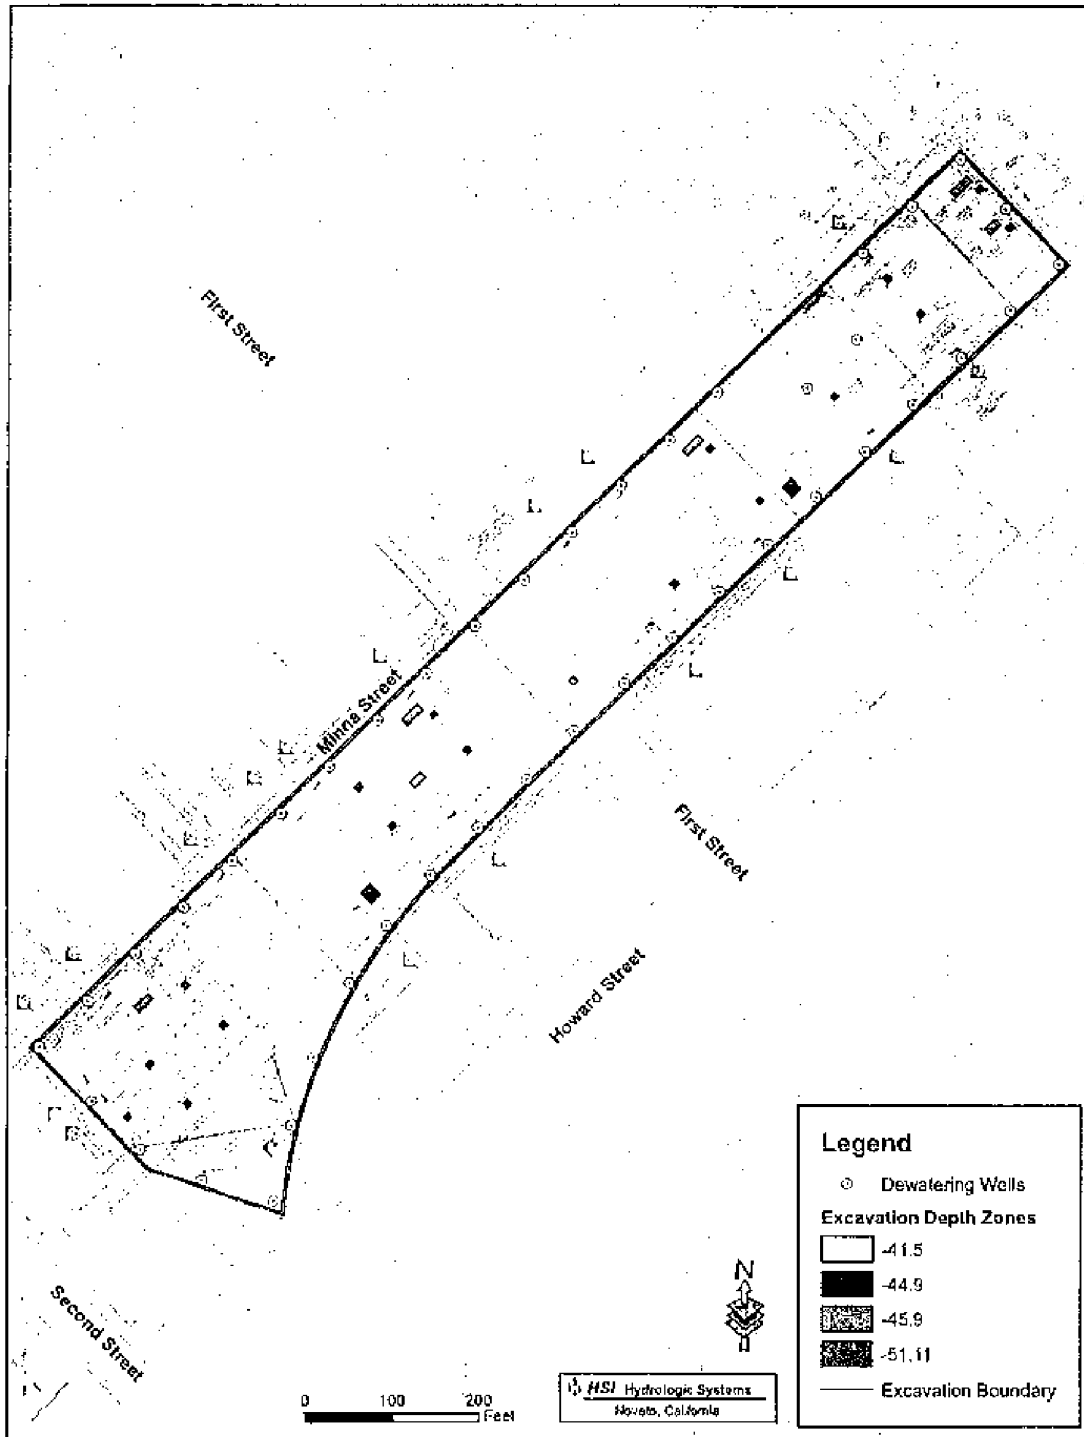 First Street
Minna Street
First Street
Howard Street
Second Street
N
0 100 200
Feet
HSI Hydrologic Systems
Novato, California
Legend
Dewatering Wells
Excavation Depth Zones
-41.5
-44.9
-45.9
-51.11
Excavation Boundary